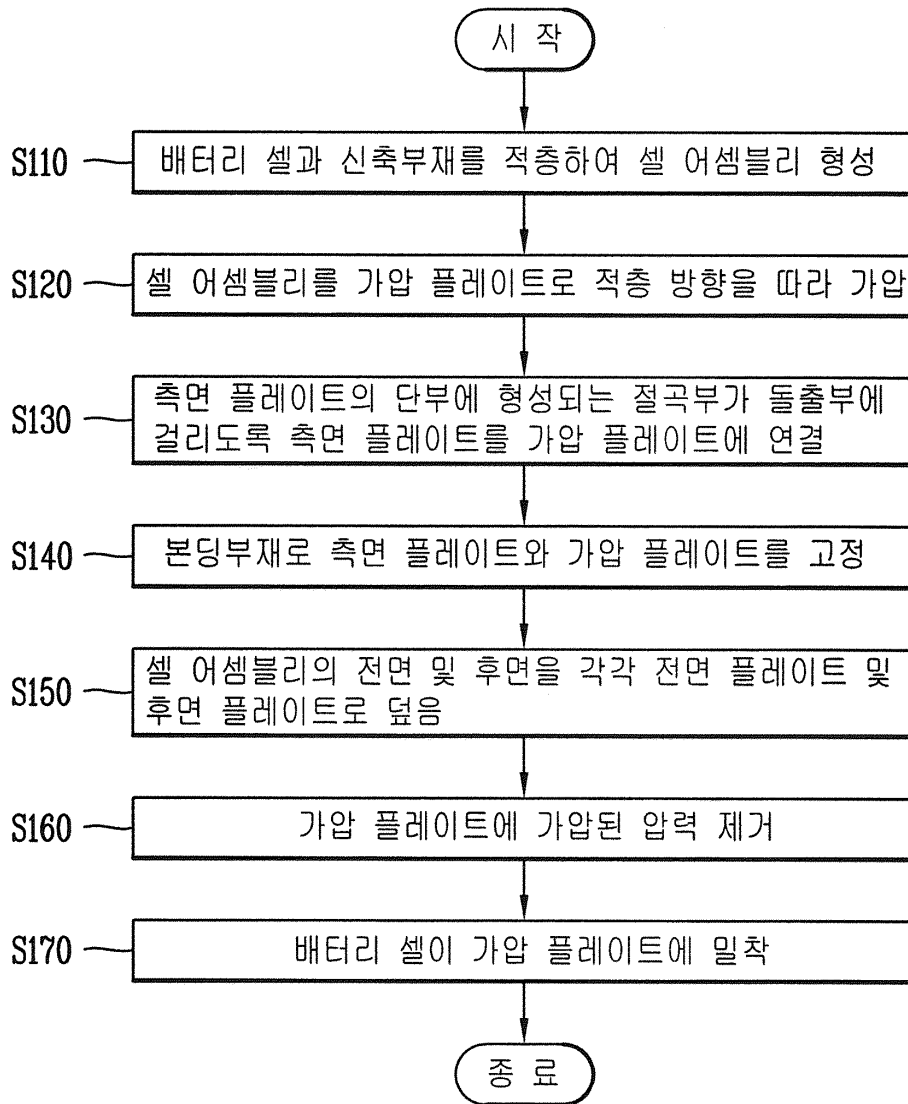 시 작
S110
배터리 셀과 신축부재를 적층하여 셀 어셈블리 형성
S120
셀 어셈블리를 가압 플레이트로 적층 방향을 따라 가압
S130
측면 플레이트의 단부에 형성되는 절곡부가 돌출부에
걸리도록 측면 플레이트를 가압 플레이트에 연결
S140
본딩부재로 측면 플레이트와 가압 플레이트를 고정
S150
셀 어셈블리의 전면 및 후면을 각각 전면 플레이트 및
후면 플레이트로 덮음
S160
가압 플레이트에 가압된 압력 제거
S170
배터리 셀이 가압 플레이트에 밀착
종 료